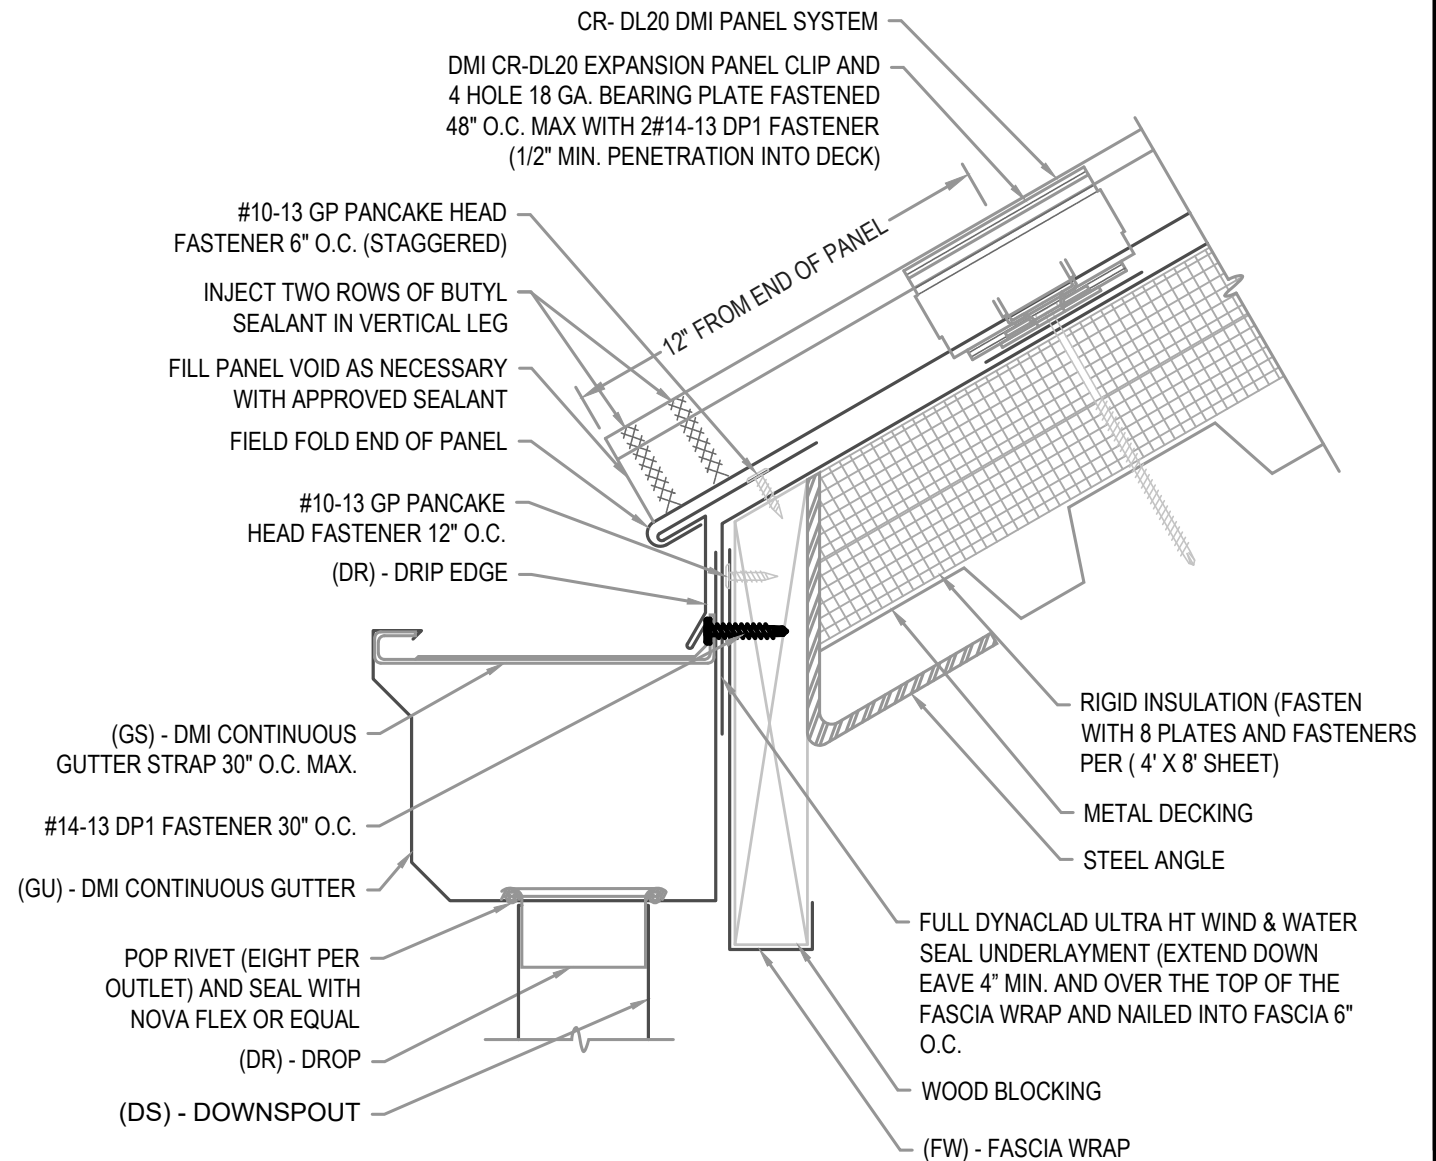 CR- DL20 DMI PANEL SYSTEM
DMI CR-DL20 EXPANSION PANEL CLIP AND
4 HOLE 18 GA. BEARING PLATE FASTENED
48" O.C. MAX WITH 2#14-13 DP1 FASTENER
(1/2" MIN. PENETRATION INTO DECK)
#10-13 GP PANCAKE HEAD
FASTENER 6" O.C. (STAGGERED)
INJECT TWO ROWS OF BUTYL
SEALANT IN VERTICAL LEG
FILL PANEL VOID AS NECESSARY
WITH APPROVED SEALANT
FIELD FOLD END OF PANEL
#10-13 GP PANCAKE
HEAD FASTENER 12" O.C.
(DR) - DRIP EDGE
12" FROM END OF PANEL
(GS) - DMI CONTINUOUS
GUTTER STRAP 30" O.C. MAX.
#14-13 DP1 FASTENER 30" O.C.
(GU) - DMI CONTINUOUS GUTTER
POP RIVET (EIGHT PER
OUTLET) AND SEAL WITH
NOVA FLEX OR EQUAL
(DR) - DROP
(DS) - DOWNSPOUT
RIGID INSULATION (FASTEN
WITH 8 PLATES AND FASTENERS
PER ( 4' X 8' SHEET)
METAL DECKING
STEEL ANGLE
FULL DYNACLAD ULTRA HT WIND & WATER
SEAL UNDERLAYMENT (EXTEND DOWN
EAVE 4” MIN. AND OVER THE TOP OF THE
FASCIA WRAP AND NAILED INTO FASCIA 6"
O.C.
WOOD BLOCKING
(FW) - FASCIA WRAP